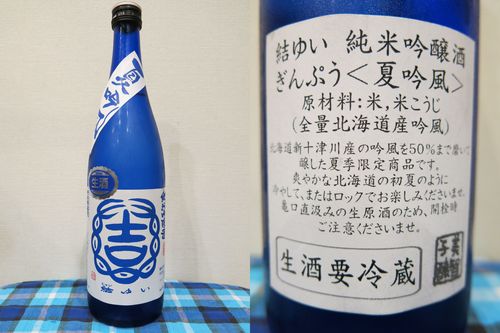 夏吟風
生酒
結ゆい
結ゆい 純米吟醸酒
ぎんぷう<夏吟風>
原材料:米,米こうじ
(全量北海道産吟風)
北海道新十津川産の吟風を50%まで磨いて
醸した夏季限定商品です。
爽やかな北海道の初夏のように
冷やして、またはロックでお楽しみくださいませ。
亀口直汲みの生原酒のため、開栓時
ご注意くださいませ。
生酒要冷蔵